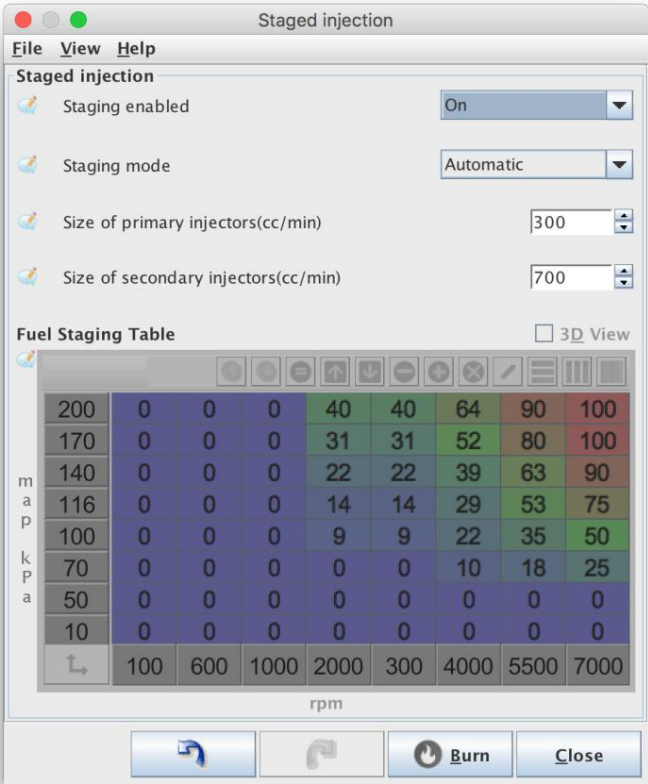 Staged injection
File View Help
Staged injection
Staging enabled On
Staging mode Automatic
Size of primary injectors(cc/min) 300
Size of secondary injectors(cc/min) 700
Fuel Staging Table 3D View
200 0 0 0 40 40 64 90 100
170 0 0 0 31 31 52 80 100
140 0 0 0 22 22 39 63 90
116 0 0 0 14 14 29 53 75
100 0 0 0 9 9 22 35 50
70 0 0 0 0 0 10 18 25
50 0 0 0 0 0 0 0 0
10 0 0 0 0 0 0 0 0
map kPa
100 600 1000 2000 300 4000 5500 7000
rpm
Burn Close